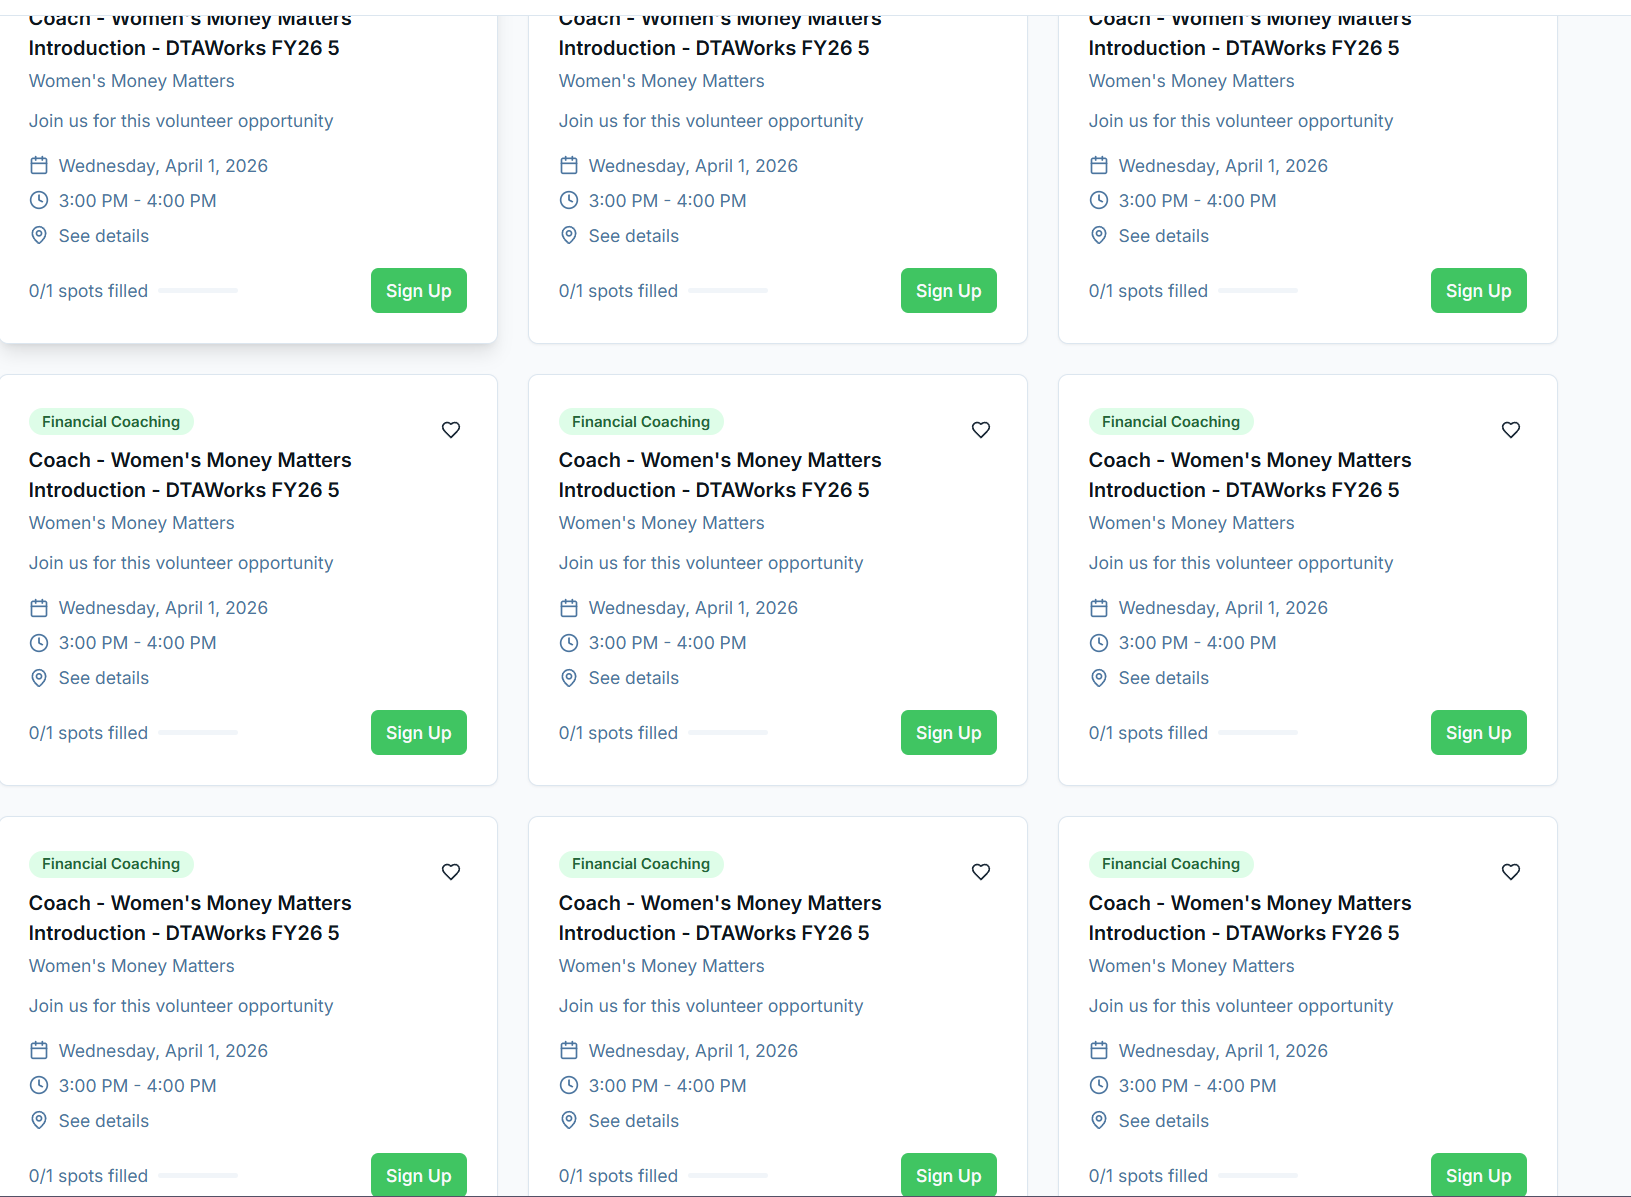 Coach - Women's Money Matters
Introduction - DTAWorks FY26 5
Women's Money Matters
Join us for this volunteer opportunity
Wednesday, April 1, 2026
3:00 PM - 4:00 PM
See details
0/1 spots filled
Sign Up
Coach - Women's Money Matters
Introduction - DTAWorks FY26 5
Women's Money Matters
Join us for this volunteer opportunity
Wednesday, April 1, 2026
3:00 PM - 4:00 PM
See details
0/1 spots filled
Sign Up
Coach - Women's Money Matters
Introduction - DTAWorks FY26 5
Women's Money Matters
Join us for this volunteer opportunity
Wednesday, April 1, 2026
3:00 PM - 4:00 PM
See details
0/1 spots filled
Sign Up
Financial Coaching
Coach - Women's Money Matters
Introduction - DTAWorks FY26 5
Women's Money Matters
Join us for this volunteer opportunity
Wednesday, April 1, 2026
3:00 PM - 4:00 PM
See details
0/1 spots filled
Sign Up
Financial Coaching
Coach - Women's Money Matters
Introduction - DTAWorks FY26 5
Women's Money Matters
Join us for this volunteer opportunity
Wednesday, April 1, 2026
3:00 PM - 4:00 PM
See details
0/1 spots filled
Sign Up
Financial Coaching
Coach - Women's Money Matters
Introduction - DTAWorks FY26 5
Women's Money Matters
Join us for this volunteer opportunity
Wednesday, April 1, 2026
3:00 PM - 4:00 PM
See details
0/1 spots filled
Sign Up
Financial Coaching
Coach - Women's Money Matters
Introduction - DTAWorks FY26 5
Women's Money Matters
Join us for this volunteer opportunity
Wednesday, April 1, 2026
3:00 PM - 4:00 PM
See details
0/1 spots filled
Sign Up
Financial Coaching
Coach - Women's Money Matters
Introduction - DTAWorks FY26 5
Women's Money Matters
Join us for this volunteer opportunity
Wednesday, April 1, 2026
3:00 PM - 4:00 PM
See details
0/1 spots filled
Sign Up
Financial Coaching
Coach - Women's Money Matters
Introduction - DTAWorks FY26 5
Women's Money Matters
Join us for this volunteer opportunity
Wednesday, April 1, 2026
3:00 PM - 4:00 PM
See details
0/1 spots filled
Sign Up